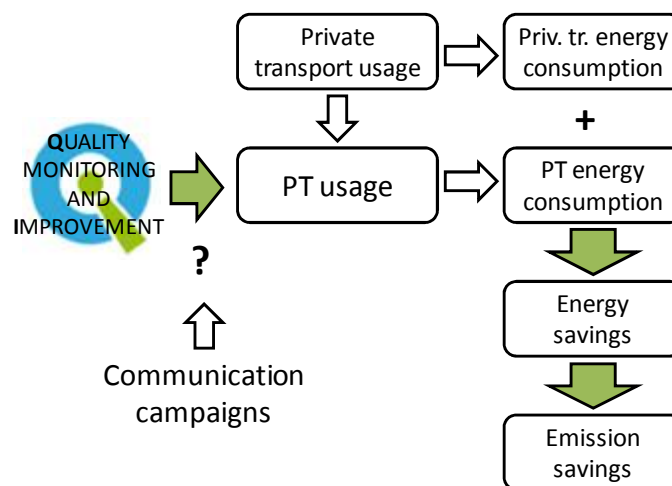 Private
transport usage
Priv. tr. energy
consumption
+
QUALITY
MONITORING
AND
IMPROVEMENT
PT usage
PT energy
consumption
?
Energy
savings
Communication
campaigns
Emission
savings